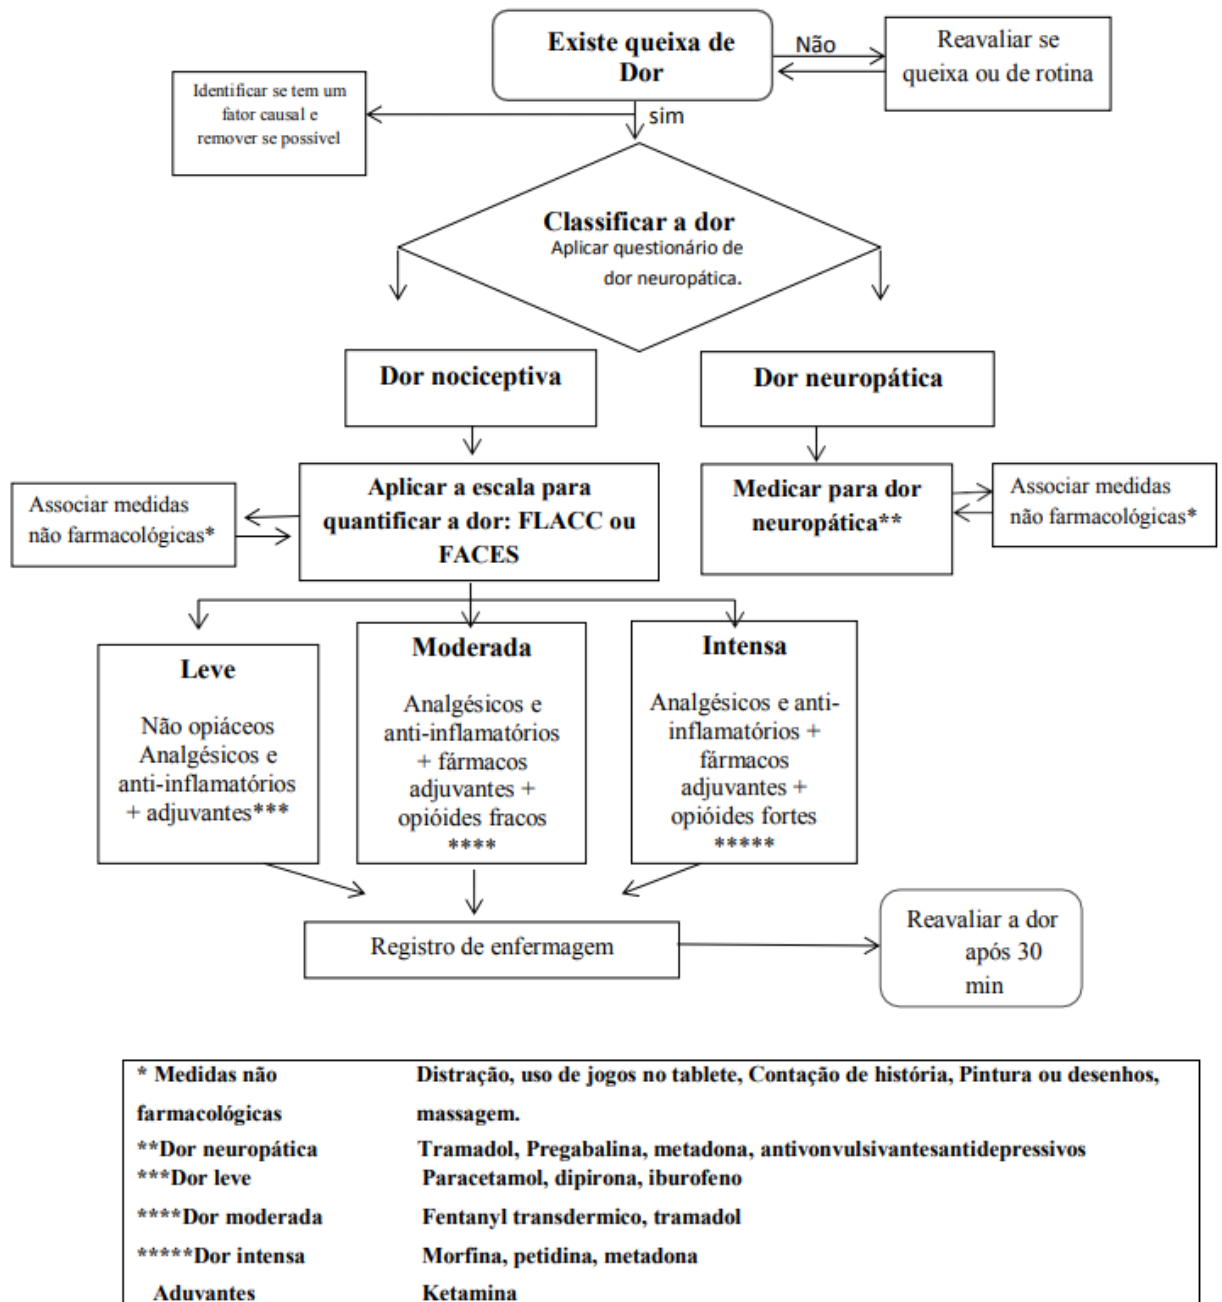 Existe queixa de
Dor
Não
Reavaliar se
queixa ou de rotina
Identificar se tem um
fator causal e
remover se possível
sim
Classificar a dor
Aplicar questionário de
dor neuropática.
Dor nociceptiva
Dor neuropática
Associar medidas
não farmacológicas*
Aplicar a escala para
quantificar a dor: FLACC ou
FACES
Medicar para dor
neuropática**
Associar medidas
não farmacológicas*
Leve
Não opiáceos
Analgésicos e
anti-inflamatórios
+ adjuvantes***
Moderada
Analgésicos e
anti-inflamatórios
+ fármacos
adjuvantes +
opióides fracos
****
Intensa
Analgésicos e anti-
inflamatórios +
fármacos
adjuvantes +
opióides fortes
*****
Registro de enfermagem
Reavaliar a dor
após 30
min
* Medidas não Distração, uso de jogos no tablete, Contação de história, Pintura ou desenhos,
farmacológicas massagem.
**Dor neuropática Tramadol, Pregabalina, metadona, antivonvulsivantesantidepressivos
***Dor leve Paracetamol, dipirona, iburofeno
****Dor moderada Fentanyl transdermico, tramadol
*****Dor intensa Morfina, petidina, metadona
Aduvantes Ketamina